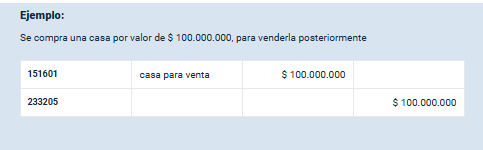 Ejemplo:
Se compra una casa por valor de $ 100.000.000, para venderla posteriormente
151601 casa para venta $ 100.000.000
233205 $ 100.000.000